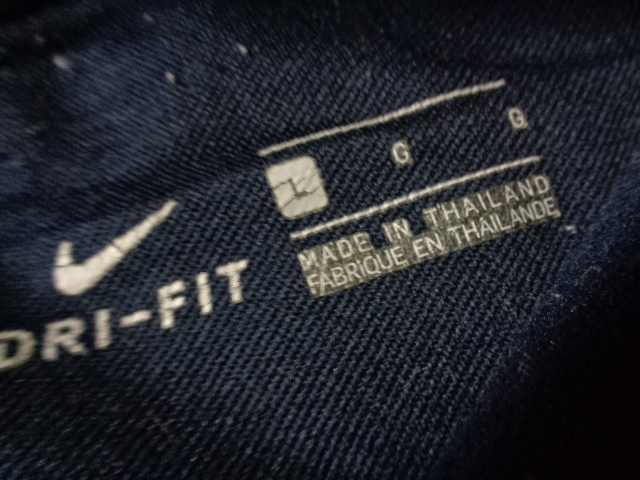 L G G
MADE IN THAILAND
FABRIQUE EN THAILANDE
DRI-FIT